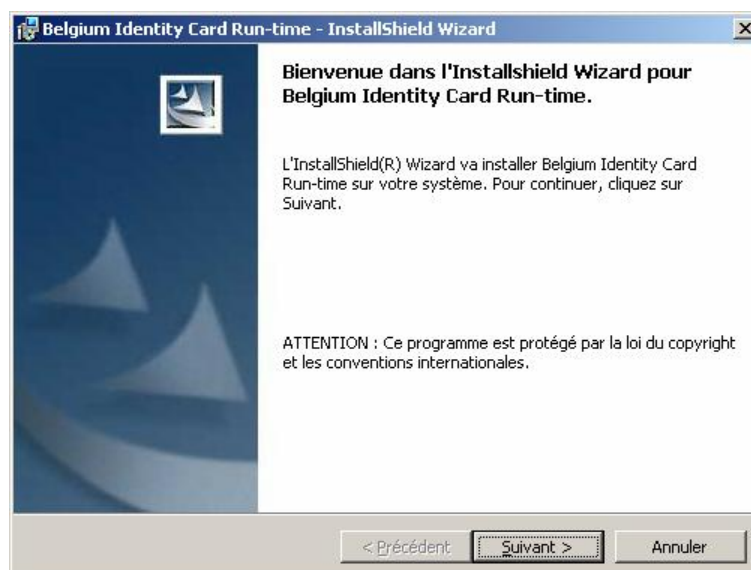 Belgium Identity Card Run-time - InstallShield Wizard
Bienvenue dans l'Installshield Wizard pour
Belgium Identity Card Run-time.
L'InstallShield(R) Wizard va installer Belgium Identity Card
Run-time sur votre système. Pour continuer, cliquez sur
Suivant.
ATTENTION : Ce programme est protégé par la loi du copyright
et les conventions internationales.
< Précédent Suivant > Annuler